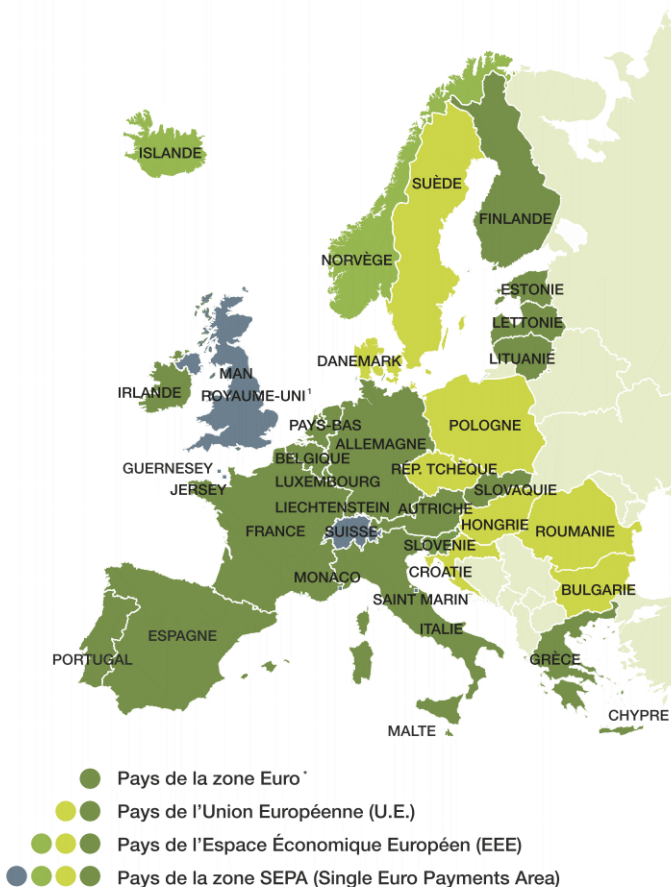 ISLANDE
SUÈDE
FINLANDE
NORVÈGE
ESTONIE
LETTONIE
DANEMARK
LITUANIE
MAN
IRLANDE
ROYAUME-UNI¹
PAYS-BAS
POLOGNE
ALLEMAGNE
BELGIQUE
GUERNESEY
RÉP. TCHÈQUE
LUXEMBOURG
JERSEY
SLOVAQUIE
LIECHTENSTEIN
AUTRICHE
HONGRIE
FRANCE
SUISSE
ROUMANIE
SLOVENIE
CROATIE
MONACO
BULGARIE
SAINT MARIN
ESPAGNE
ITALIE
PORTUGAL
GRÈCE
CHYPRE
MALTE
Pays de la zone Euro*
Pays de l'Union Européenne (U.E.)
Pays de l'Espace Économique Européen (EEE)
Pays de la zone SEPA (Single Euro Payments Area)